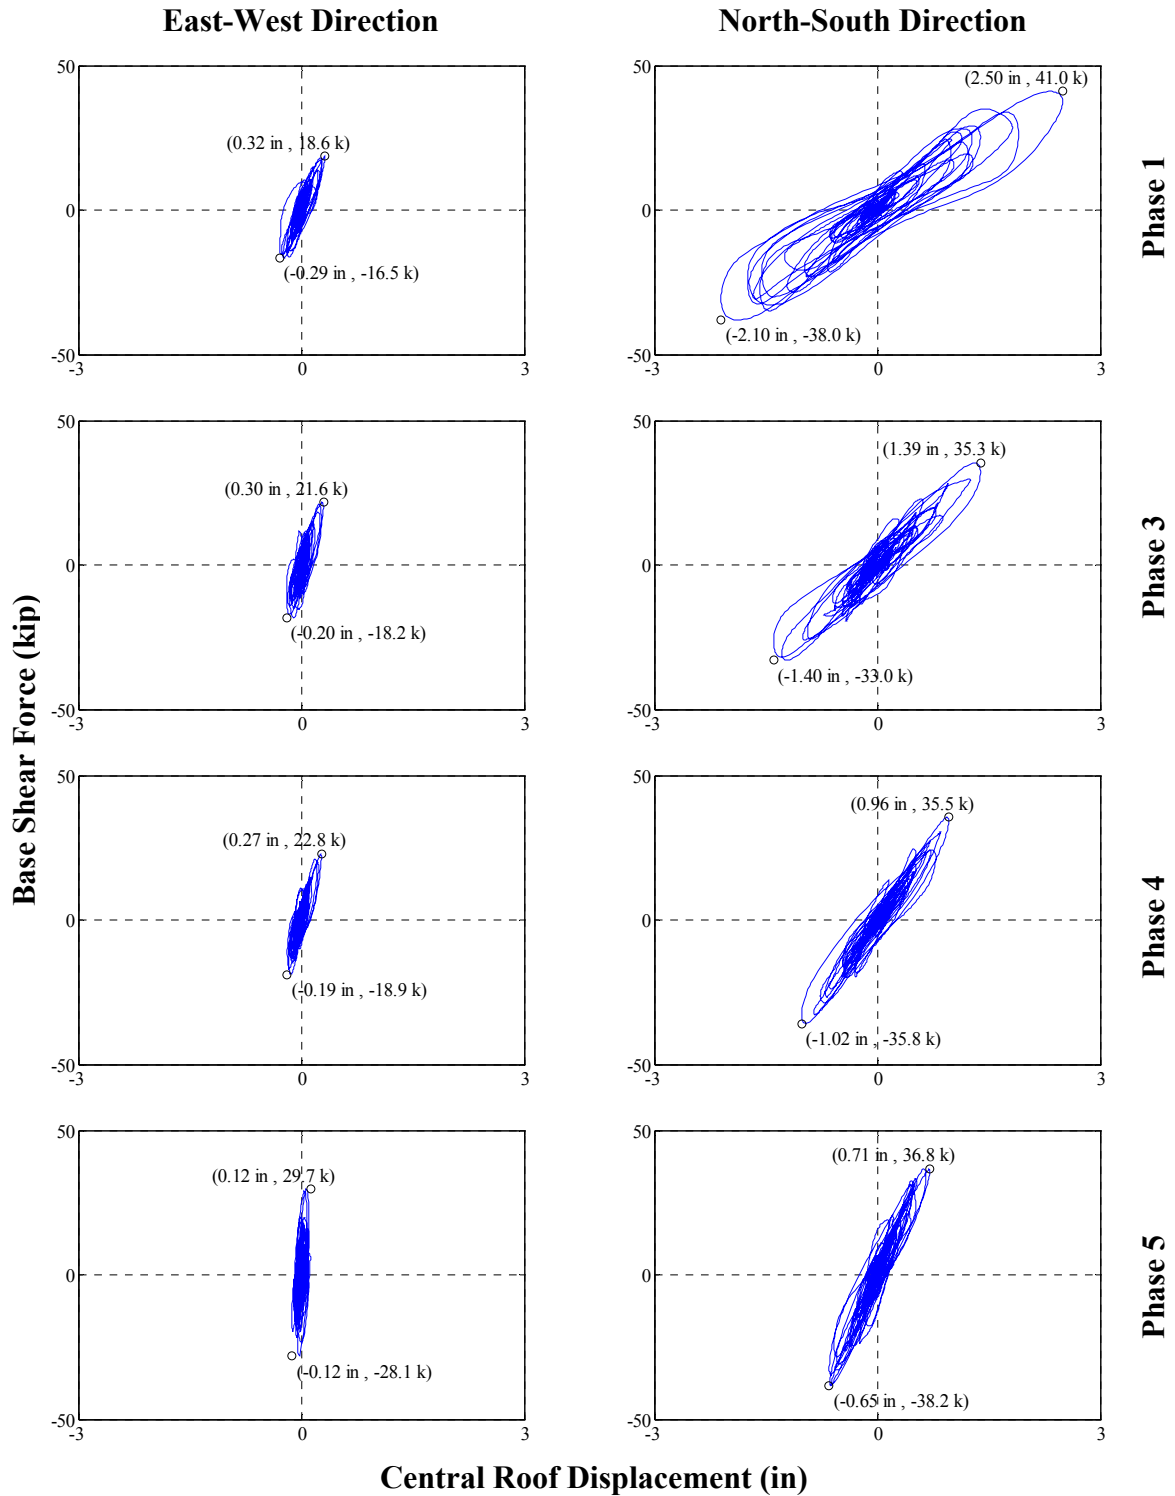 East-West Direction
North-South Direction
50
0
-50
-3
0
3
(0.32 in , 18.6 k)
(-0.29 in , -16.5 k)
50
0
-50
-3
0
3
(2.50 in , 41.0 k)
(-2.10 in , -38.0 k)
Phase 1
50
0
-50
-3
0
3
(0.30 in , 21.6 k)
(-0.20 in , -18.2 k)
50
0
-50
-3
0
3
(1.39 in , 35.3 k)
(-1.40 in , -33.0 k)
Phase 3
Base Shear Force (kip)
50
0
-50
-3
0
3
(0.27 in , 22.8 k)
(-0.19 in , -18.9 k)
50
0
-50
-3
0
3
(0.96 in , 35.5 k)
(-1.02 in , -35.8 k)
Phase 4
50
0
-50
-3
0
3
(0.12 in , 29.7 k)
(-0.12 in , -28.1 k)
50
0
-50
-3
0
3
(0.71 in , 36.8 k)
(-0.65 in , -38.2 k)
Phase 5
Central Roof Displacement (in)